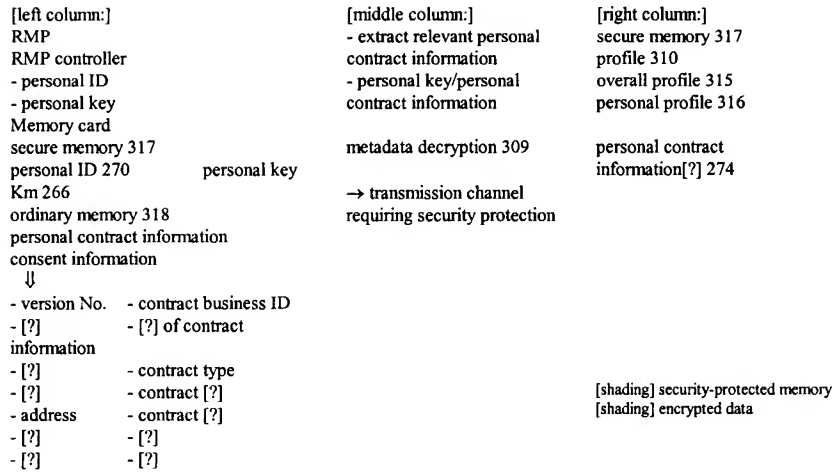 [left column:]
RMP
RMP controller
- personal ID
- personal key
Memory card
secure memory 317
personal ID 270 personal key
Km 266
ordinary memory 318
personal contract information
consent information
⇓
- version No. - contract business ID
- [?] - [?] of contract
information
- [?] - contract type
- [?] - contract [?]
- address - contract [?]
- [?] - [?]
- [?] - [?]
[middle column:]
- extract relevant personal
contract information
- personal key/personal
contract information
metadata decryption 309
→ transmission channel
requiring security protection
[right column:]
secure memory 317
profile 310
overall profile 315
personal profile 316
personal contract
information[?] 274
[shading] security-protected memory
[shading] encrypted data